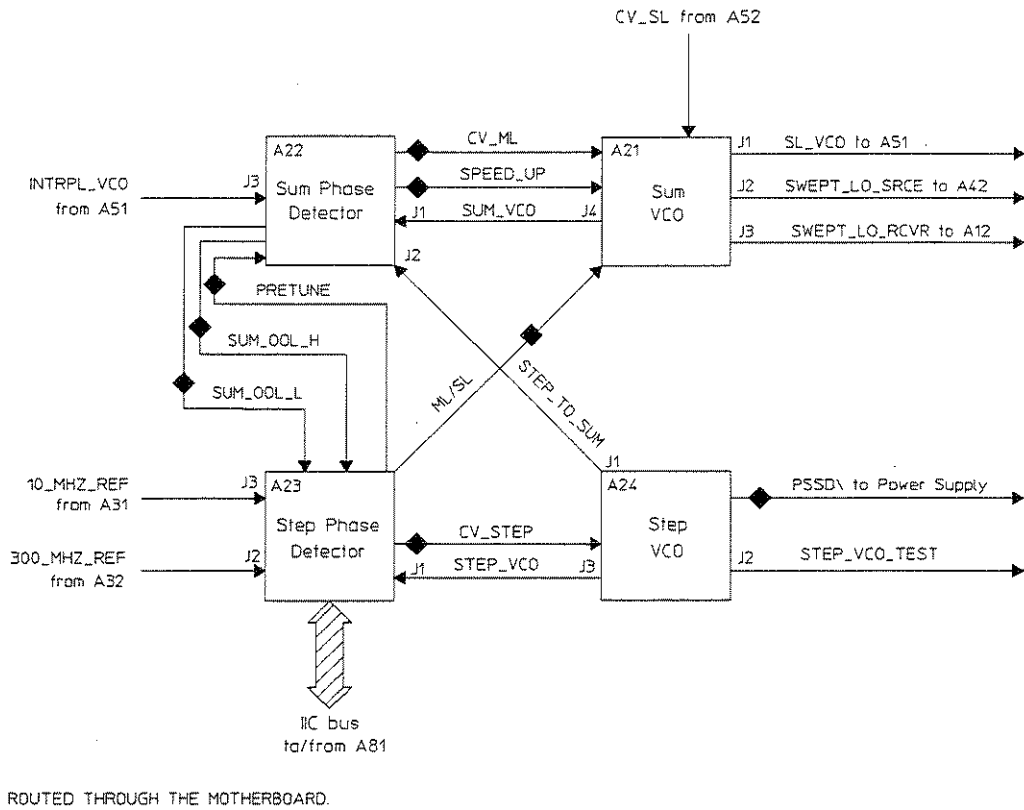 CV_SL from A52
A22
CV_ML
A21
J1
SL_VCO to A51
INTRPL_VCO
from A51
J3
Sum Phase
Detector
SPEED_UP
Sum
VCO
J2
SWEPT_LO_SRCE to A42
J1
SUM_VCO
J4
J3
SWEPT_LO_RCVR to A12
J2
PRETUNE
SUM_OOL_H
SUM_OOL_L
ML/SL
STEP_TO_SUM
J1
10_MHZ_REF
from A31
J3
A23
Step Phase
Detector
A24
Step
VCO
PSSD\ to Power Supply
CV_STEP
300_MHZ_REF
from A32
J2
J1
STEP_VCO
J3
J2
STEP_VCO_TEST
IIC bus
to/from A81
ROUTED THROUGH THE MOTHERBOARD.